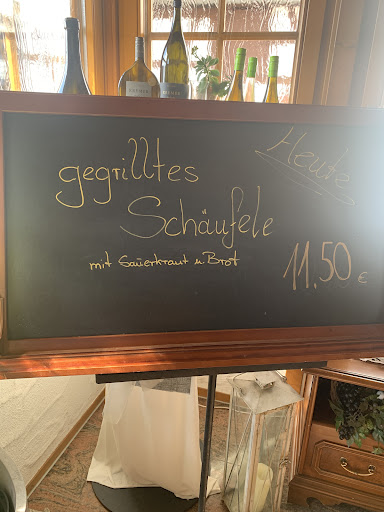 Heute
gegrilltes
Schäufele
mit Sauerkraut u. Brot
11.50 €